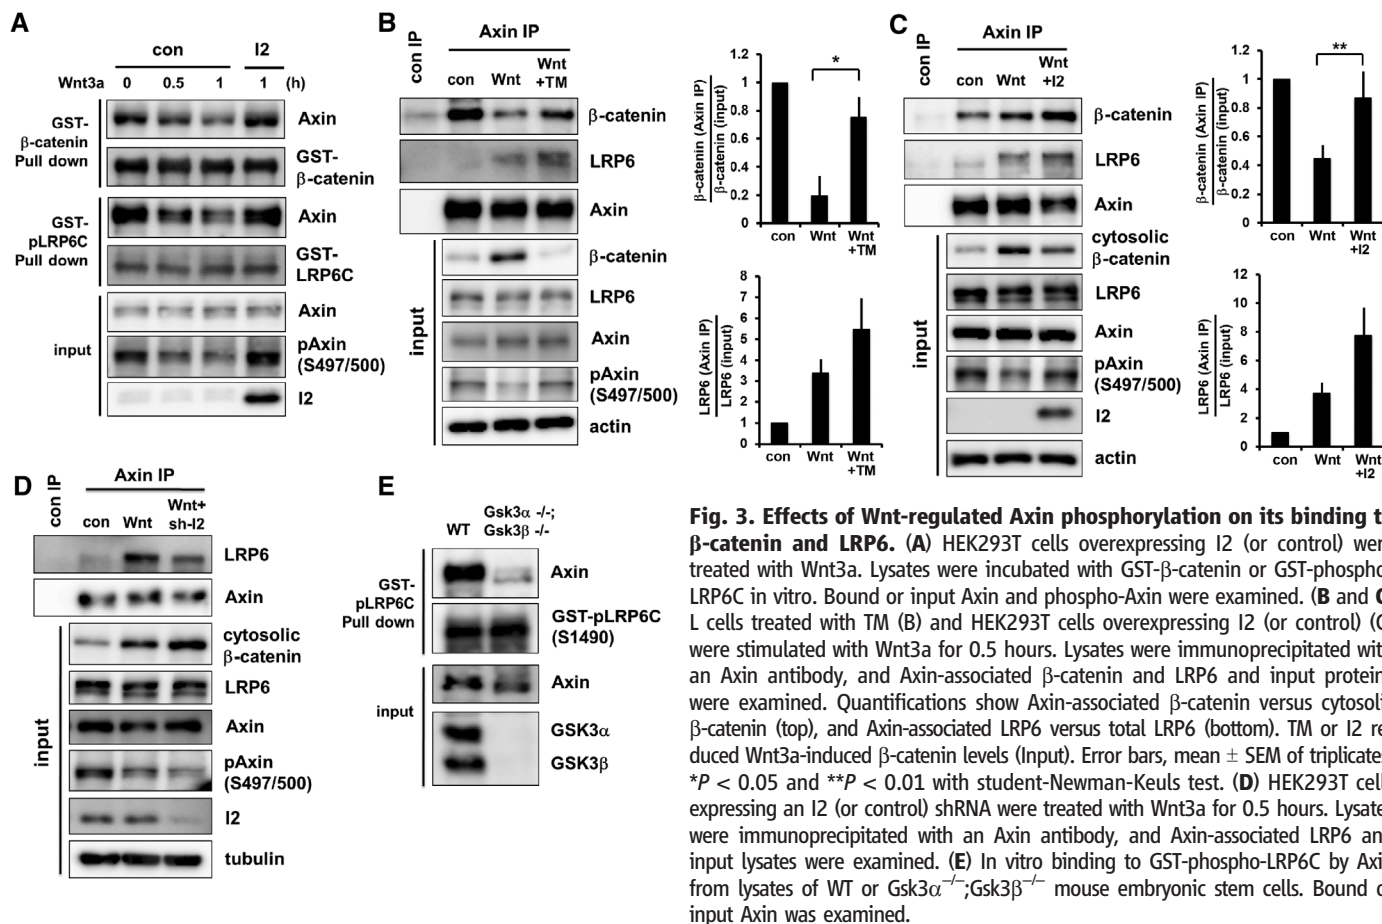 A
con I2
Wnt3a 0 0.5 1 1 (h)
GST-
β-catenin
Pull down
Axin
GST-
β-catenin
GST-
pLRP6C
Pull down
Axin
GST-
LRP6C
input
Axin
pAxin
(S497/500)
I2
B
con IP
Axin IP
con Wnt Wnt
+TM
β-catenin
LRP6
Axin
input
β-catenin
LRP6
Axin
pAxin
(S497/500)
actin
β-catenin (Axin IP)
β-catenin (input)
1.2
1
0.8
0.6
0.4
0.2
0
*
con Wnt Wnt
+TM
LRP6 (Axin IP)
LRP6 (input)
8
7
6
5
4
3
2
1
0
con Wnt Wnt
+TM
C
con IP
Axin IP
con Wnt Wnt
+I2
β-catenin
LRP6
Axin
input
cytosolic
β-catenin
LRP6
Axin
pAxin
(S497/500)
I2
actin
β-catenin (Axin IP)
β-catenin (input)
1.2
1
0.8
0.6
0.4
0.2
0
**
con Wnt Wnt
+I2
LRP6 (Axin IP)
LRP6 (input)
12
10
8
6
4
2
0
con Wnt Wnt
+I2
D
con IP
Axin IP
con Wnt Wnt+
sh-I2
LRP6
Axin
input
cytosolic
β-catenin
LRP6
Axin
pAxin
(S497/500)
I2
tubulin
E
WT Gsk3α -/-;
Gsk3β -/-
GST-
pLRP6C
Pull down
Axin
GST-pLRP6C
(S1490)
input
Axin
GSK3α
GSK3β
Fig. 3. Effects of Wnt-regulated Axin phosphorylation on its binding t
β-catenin and LRP6. (A) HEK293T cells overexpressing I2 (or control) wer
treated with Wnt3a. Lysates were incubated with GST-β-catenin or GST-phospho
LRP6C in vitro. Bound or input Axin and phospho-Axin were examined. (B and C
L cells treated with TM (B) and HEK293T cells overexpressing I2 (or control) (C
were stimulated with Wnt3a for 0.5 hours. Lysates were immunoprecipitated wit
an Axin antibody, and Axin-associated β-catenin and LRP6 and input protein
were examined. Quantifications show Axin-associated β-catenin versus cytosoli
β-catenin (top), and Axin-associated LRP6 versus total LRP6 (bottom). TM or I2 re
duced Wnt3a-induced β-catenin levels (Input). Error bars, mean ± SEM of triplicate
*P < 0.05 and **P < 0.01 with student-Newman-Keuls test. (D) HEK293T cell
expressing an I2 (or control) shRNA were treated with Wnt3a for 0.5 hours. Lysate
were immunoprecipitated with an Axin antibody, and Axin-associated LRP6 an
input lysates were examined. (E) In vitro binding to GST-phospho-LRP6C by Axi
from lysates of WT or Gsk3α−/−;Gsk3β−/− mouse embryonic stem cells. Bound o
input Axin was examined.